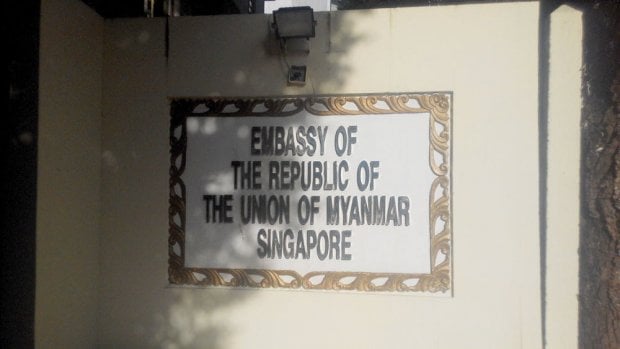 EMBASSY OF
THE REPUBLIC OF
THE UNION OF MYANMAR
SINGAPORE